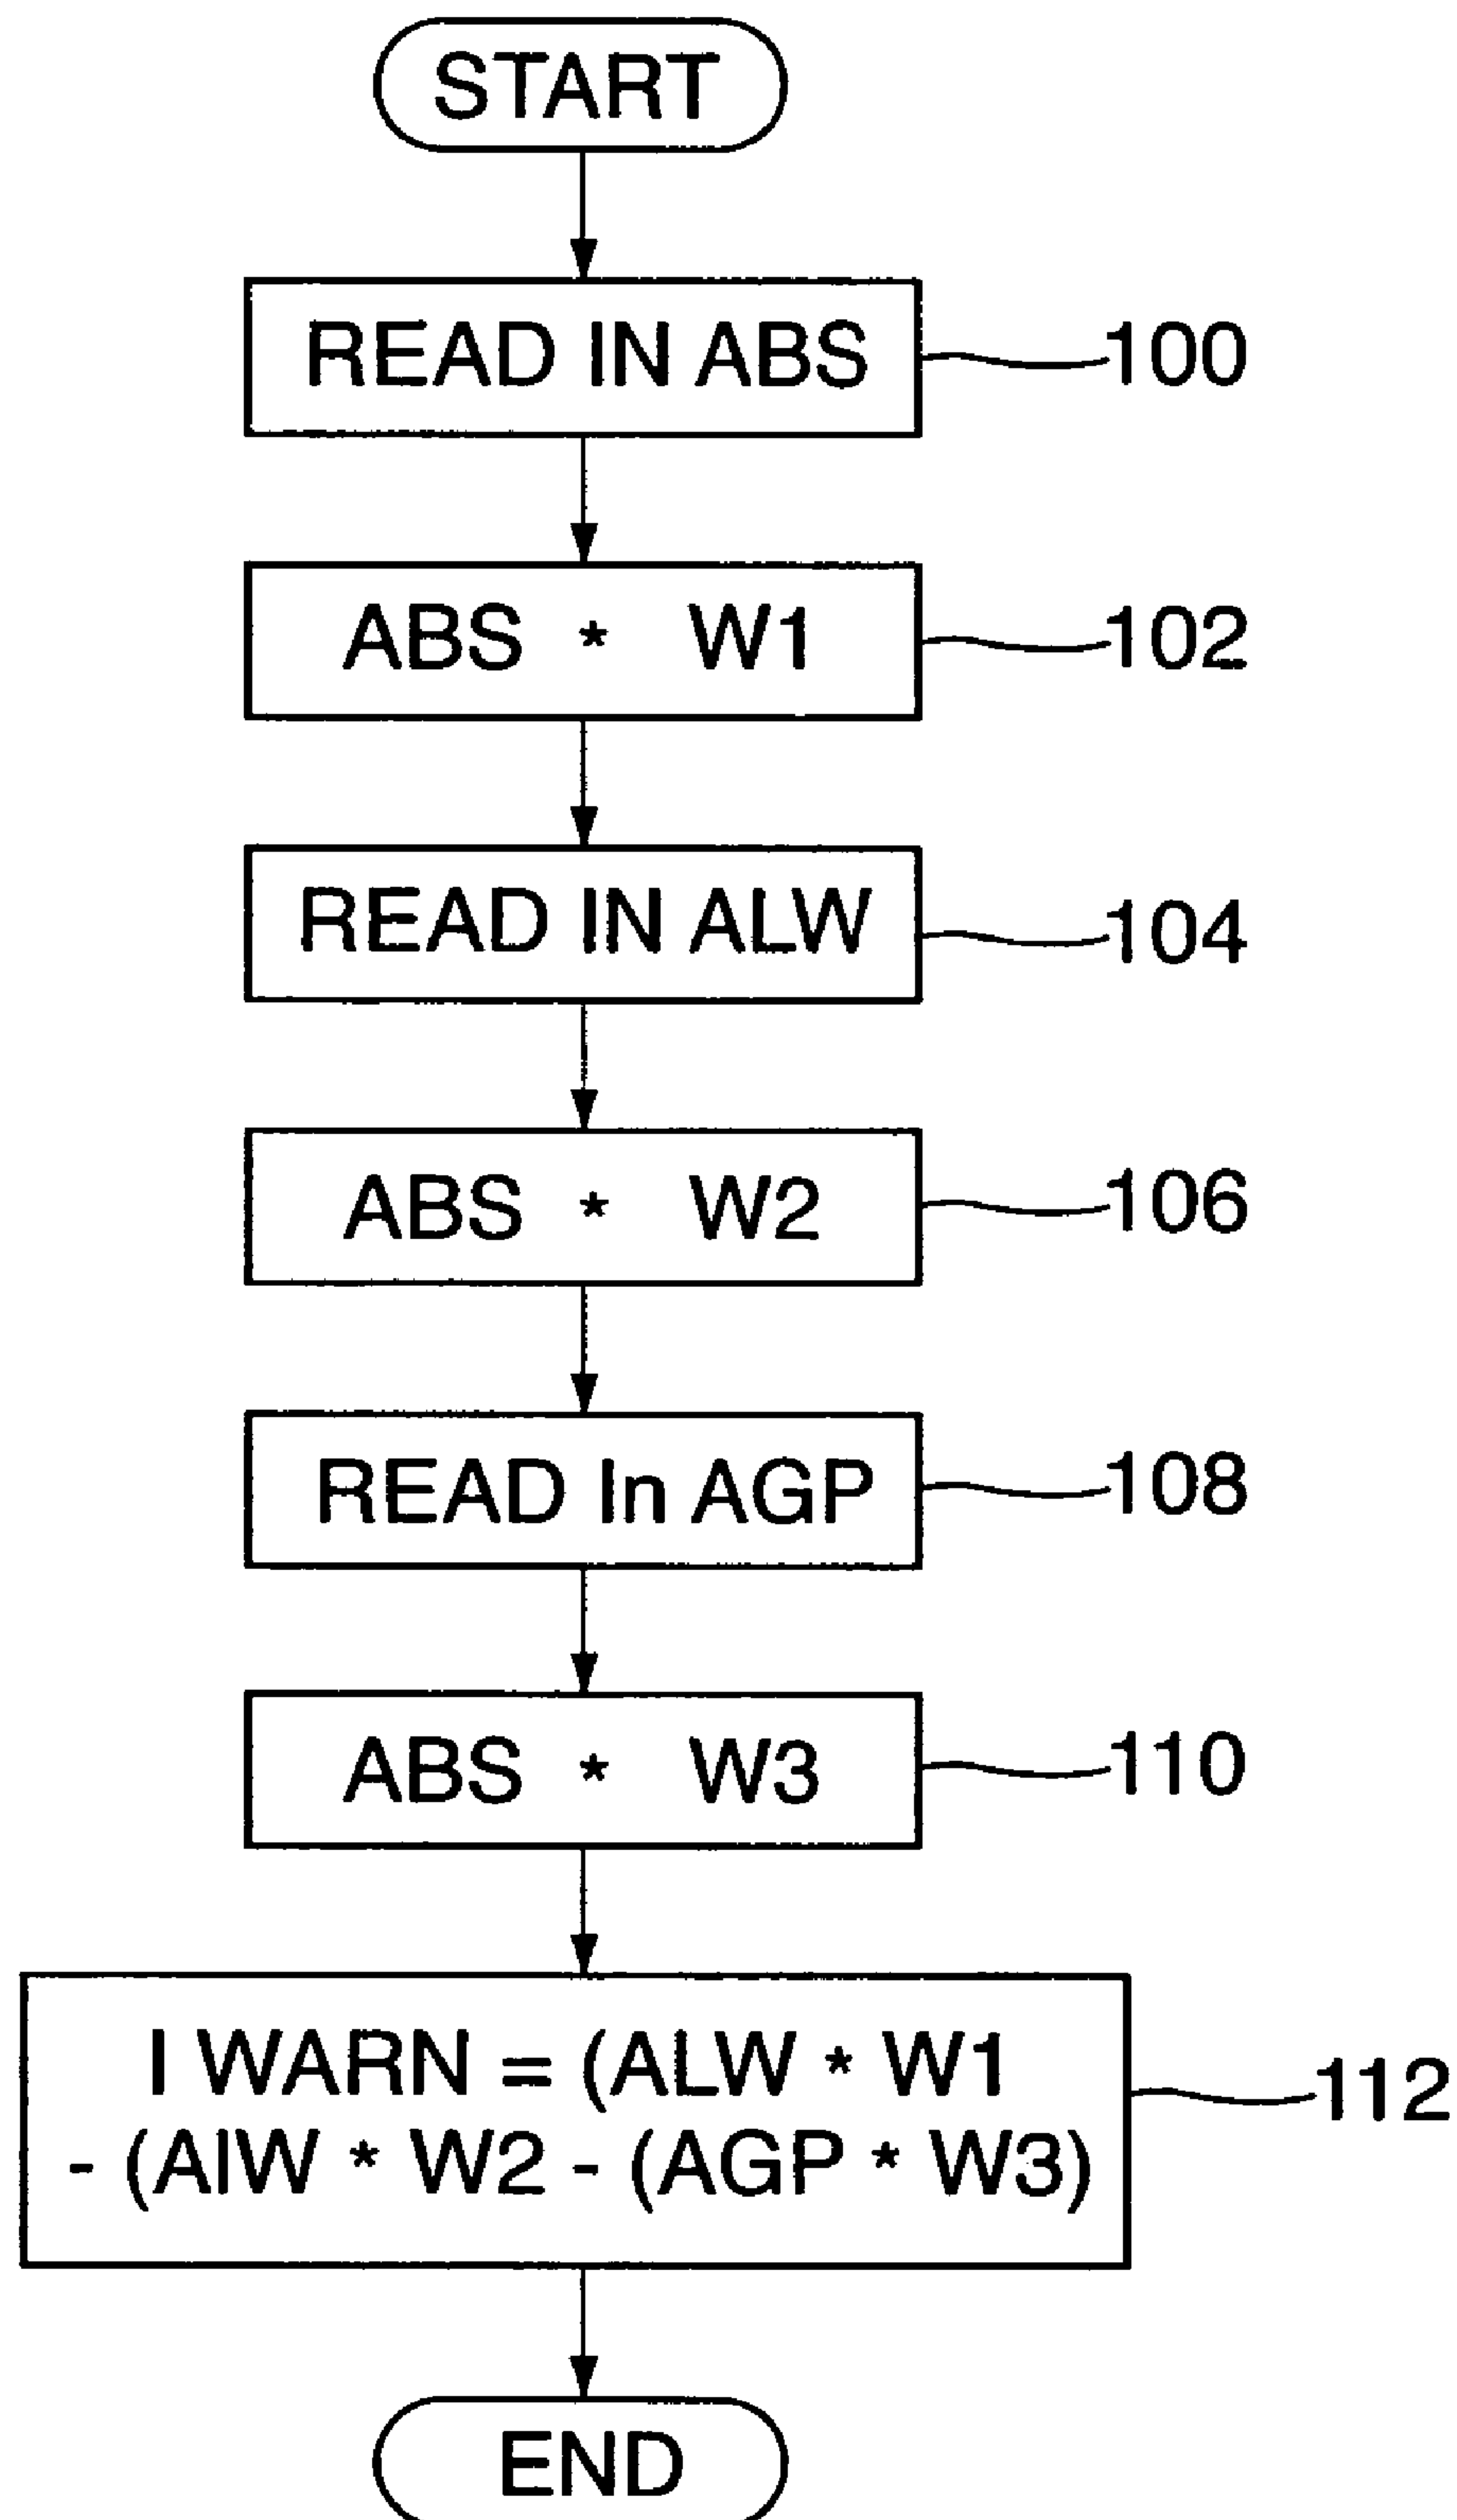 START
READ IN ABS
100
ABS * W1
102
READ IN ALW
104
ABS * W2
106
READ In AGP
108
ABS * W3
110
I WARN = (ALW * W1
- (AIW * W2 - (AGP * W3)
112
END